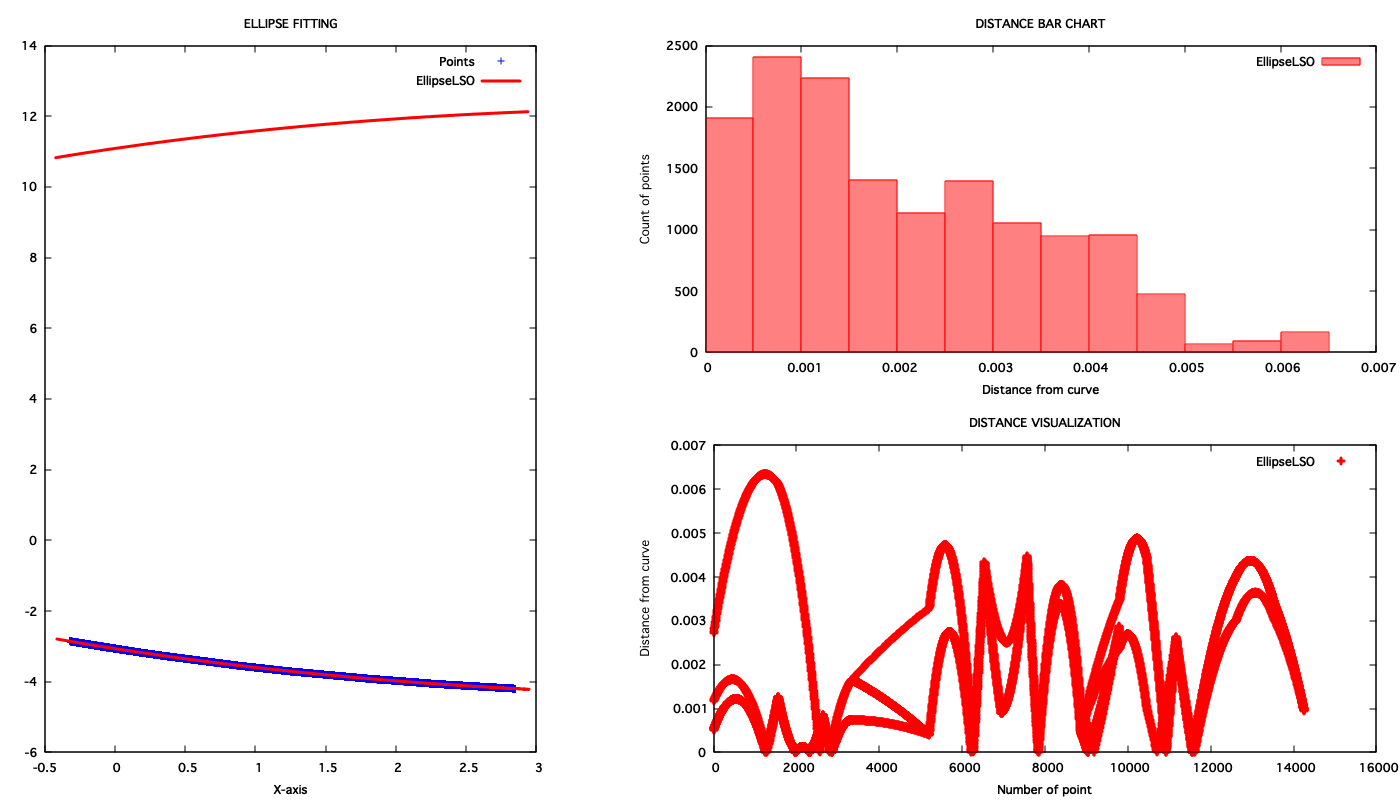 ELLIPSE FITTING
Points
EllipseLSO
14
12
10
8
6
4
2
0
-2
-4
-6
-0.5 0 0.5 1 1.5 2 2.5 3
X-axis
DISTANCE BAR CHART
EllipseLSO
Count of points
2500
2000
1500
1000
500
0
0 0.001 0.002 0.003 0.004 0.005 0.006 0.007
Distance from curve
DISTANCE VISUALIZATION
EllipseLSO
Distance from curve
0.007
0.006
0.005
0.004
0.003
0.002
0.001
0
0 2000 4000 6000 8000 10000 12000 14000 16000
Number of point